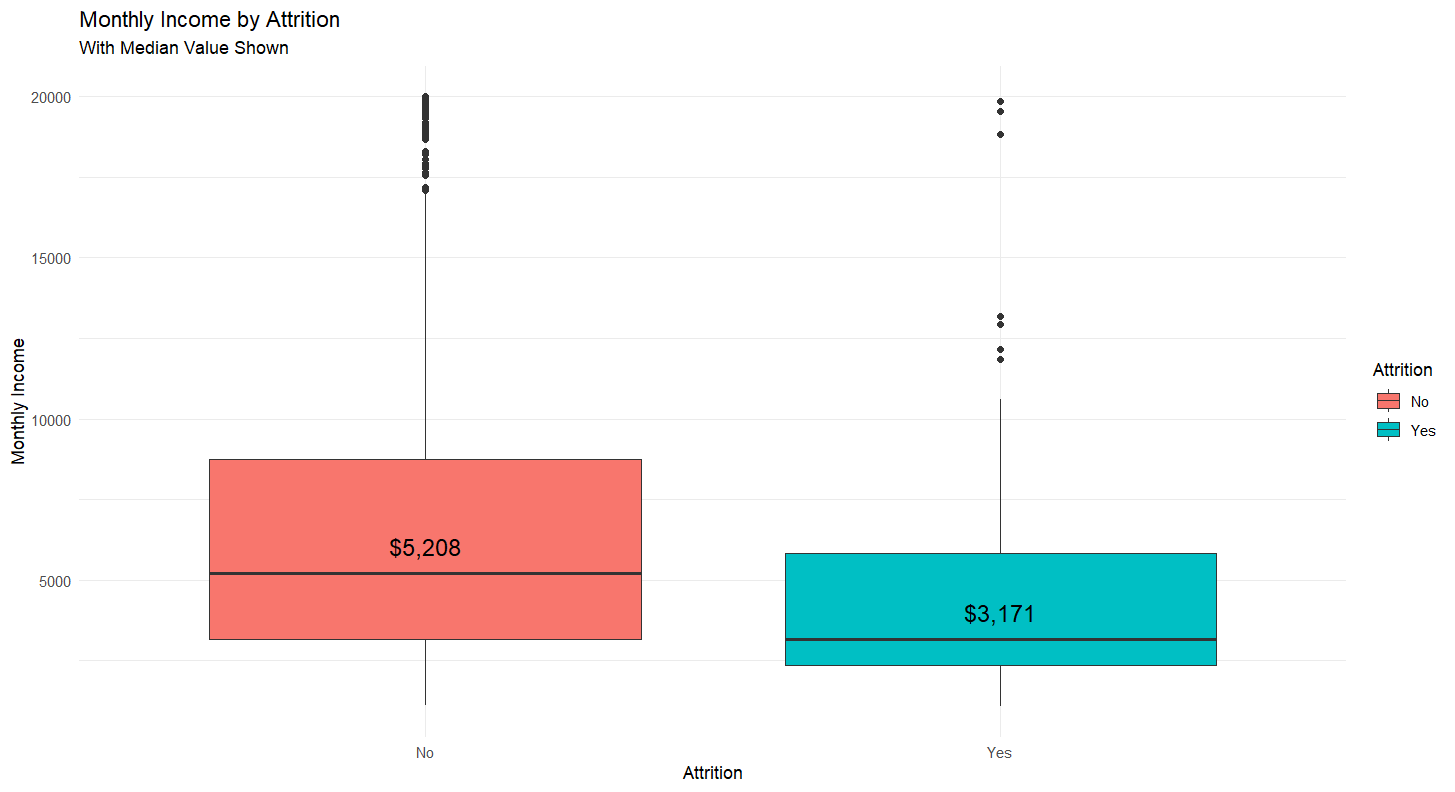 Monthly Income by Attrition
With Median Value Shown
20000
15000
10000
5000
Monthly Income
$5,208
$3,171
No
Yes
Attrition
Attrition
No
Yes